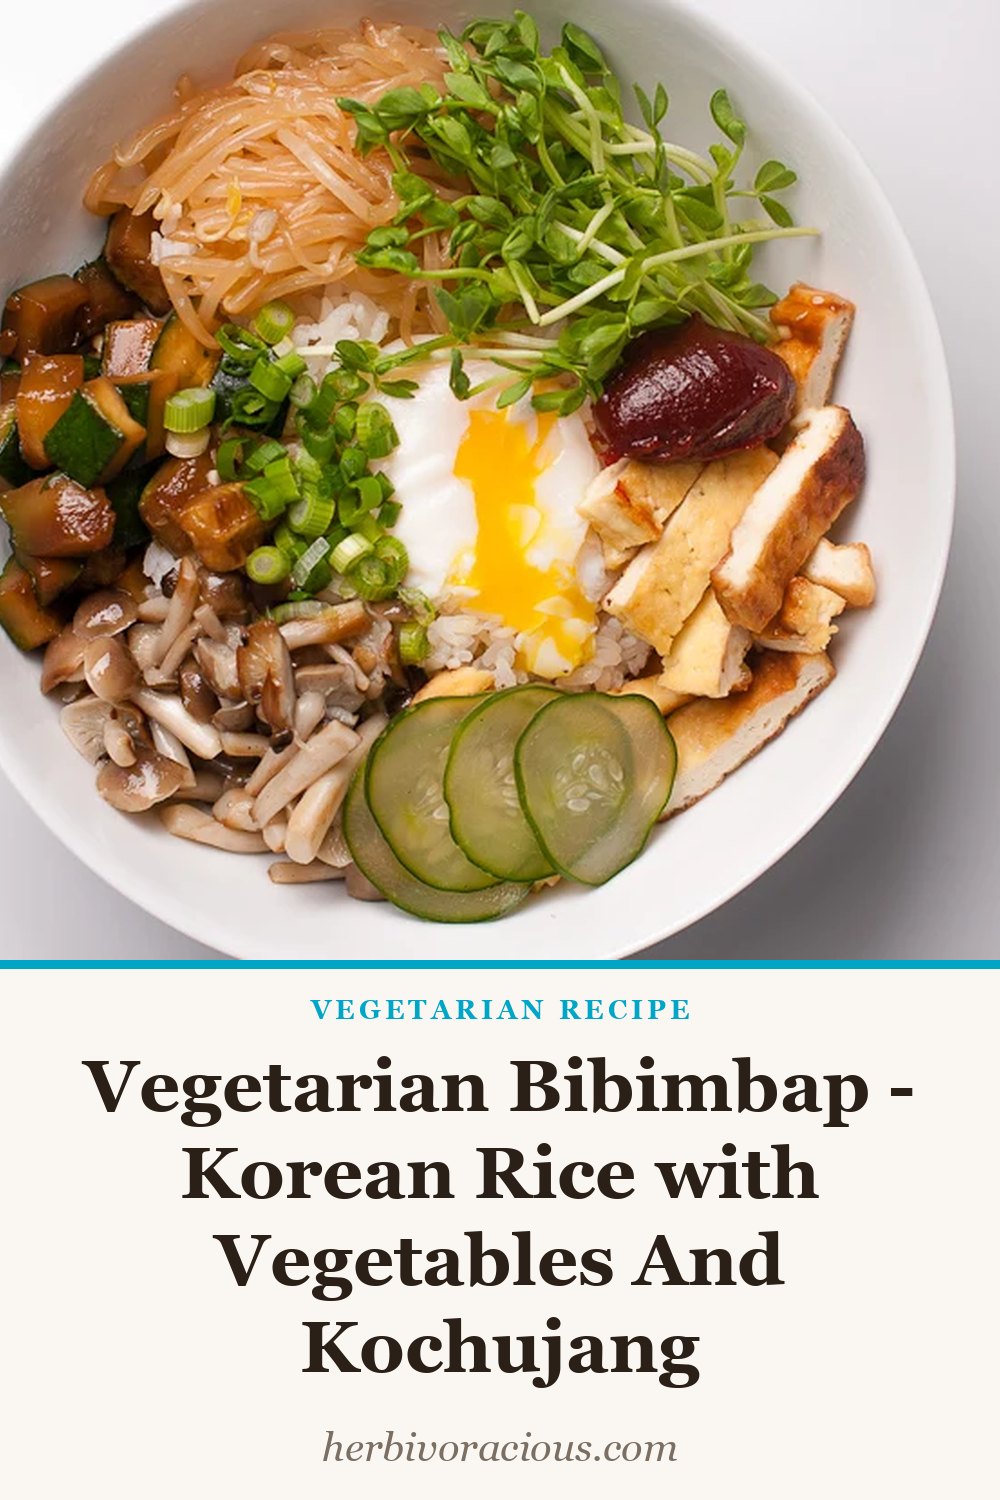 VEGETARIAN RECIPE
Vegetarian Bibimbap -
Korean Rice with
Vegetables And
Kochujang
herbivoracious.com